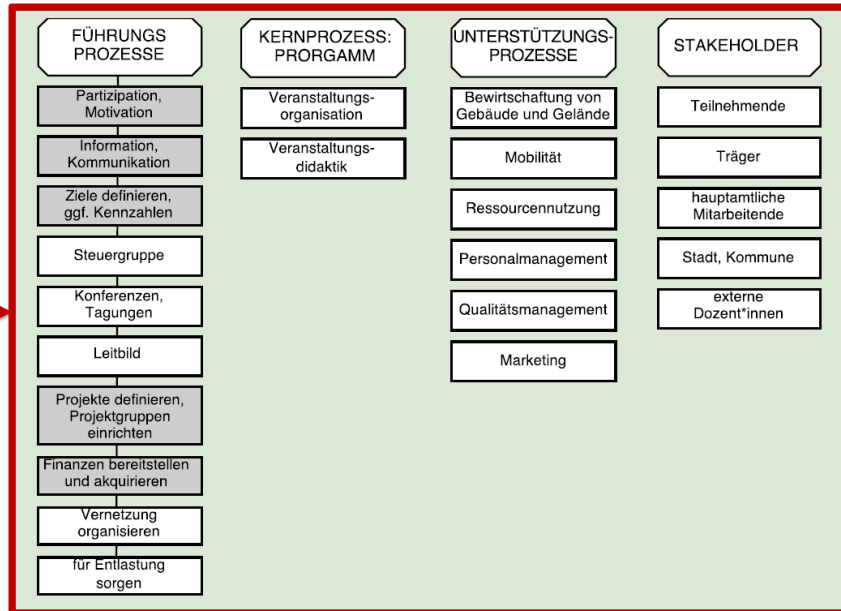 FÜHRUNGS
PROZESSE
Partizipation,
Motivation
Information,
Kommunikation
Ziele definieren,
ggf. Kennzahlen
Steuergruppe
Konferenzen,
Tagungen
Leitbild
Projekte definieren,
Projektgruppen
einrichten
Finanzen bereitstellen
und akquirieren
Vernetzung
organisieren
für Entlastung
sorgen
KERNPROZESS:
PRORGAMM
Veranstaltungs-
organisation
Veranstaltungs-
didaktik
UNTERSTÜTZUNGS-
PROZESSE
Bewirtschaftung von
Gebäude und Gelände
Mobilität
Ressourcennutzung
Personalmanagement
Qualitätsmanagement
Marketing
STAKEHOLDER
Teilnehmende
Träger
hauptamtliche
Mitarbeitende
Stadt, Kommune
externe
Dozent*innen